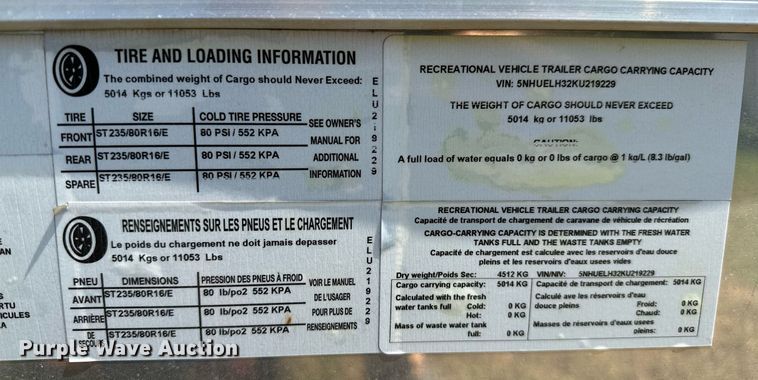 TIRE AND LOADING INFORMATION
The combined weight of Cargo should Never Exceed:
5014 Kgs or 11053 Lbs
TIRE SIZE COLD TIRE PRESSURE SEE OWNER'S
FRONT ST235/80R16/E 80 PSI / 552 KPA MANUAL FOR
REAR ST235/80R16/E 80 PSI / 552 KPA ADDITIONAL
SPARE ST235/80R16/E 80 PSI / 552 KPA INFORMATION
ELU219229
RECREATIONAL VEHICLE TRAILER CARGO CARRYING CAPACITY
VIN: 5NHUELH32KU219229
THE WEIGHT OF CARGO SHOULD NEVER EXCEED
5014 kg or 11053 lbs
CAUTION:
A full load of water equals 0 kg or 0 lbs of cargo @ 1 kg/L (8.3 lb/gal)
RENSEIGNEMENTS SUR LES PNEUS ET LE CHARGEMENT
Le poids du chargement ne doit jamais depasser
5014 Kgs or 11053 Lbs
PNEU DIMENSIONS PRESSION DES PNEUS À FROID VOIR LE MANUEL
AVANT ST235/80R16/E 80 lb/po2 552 KPA DE L'USAGER
ARRIÈRE ST235/80R16/E 80 lb/po2 552 KPA POUR PLUS DE
DE SECOURS ST235/80R16/E 80 lb/po2 552 KPA RENSEIGNEMENTS
ELU219229
RECREATIONAL VEHICLE TRAILER CARGO CARRYING CAPACITY
Capacité de transport de chargement de caravane de véhicule de récréation
CARGO-CARRYING CAPACITY IS DETERMINED WITH THE FRESH WATER
TANKS FULL AND THE WASTE TANKS EMPTY
Capacité de chargement est calculée avec les reservoirs d'eau douce
pleins et les reservoirs d'eaux usees vides
Dry weight/Poids Sec: 4512 KG VIN/NIV: 5NHUELH32KU219229
Cargo carrying capacity: 5014 KG Capacité de transport de chargement: 5014 KG
Calculated with the fresh Calculé ave les réservoirs d'eau
water tanks full Cold: 0 KG douce pleins Froid: 0 KG
Hot: 0 KG Chaud: 0 KG
Mass of waste water tank Masses de réservoirs d'eaux usees
full: 0 KG pleins: 0 KG
AN
RTU
ICULES
CA
Purple Wave Auction